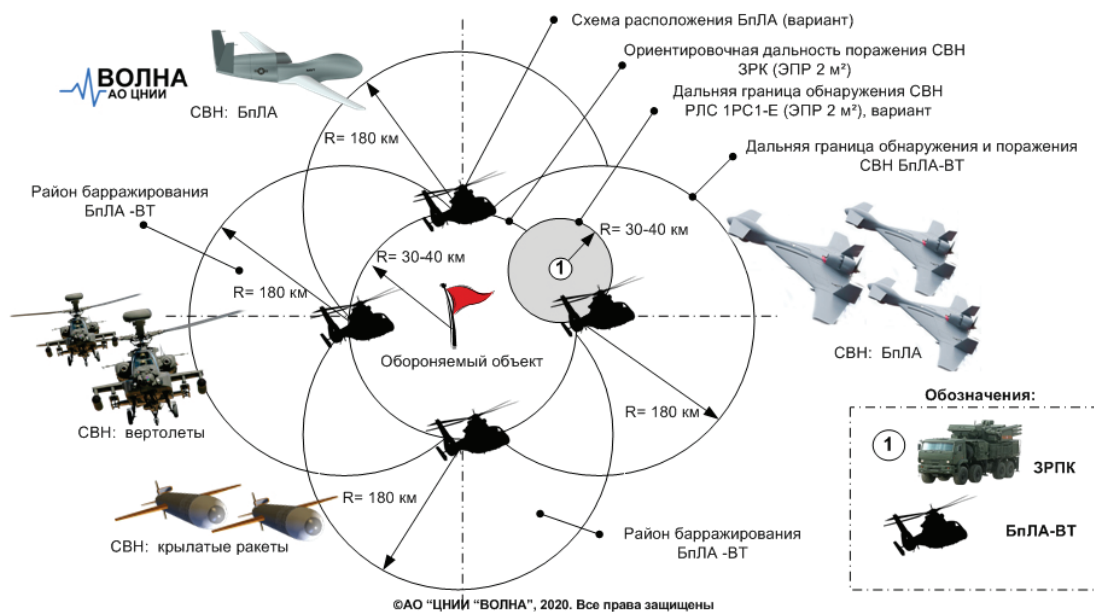 Схема расположения БпЛА (вариант)
Ориентировочная дальность поражения СВН
ЗРК (ЭПР 2 м²)
Дальняя граница обнаружения СВН
РЛС 1РС1-Е (ЭПР 2 м²), вариант
Дальняя граница обнаружения и поражения
СВН БпЛА-ВТ
ВОЛНА
АО ЦНИИ
СВН: БпЛА
R= 180 км
Район барражирования
БпЛА -ВТ
R= 30-40 км
R= 30-40 км
1
R= 180 км
Обороняемый объект
СВН: БпЛА
R= 180 км
СВН: вертолеты
R= 180 км
СВН: крылатые ракеты
Район барражирования
БпЛА -ВТ
Обозначения:
1
ЗРПК
БпЛА-ВТ
©АО “ЦНИИ “ВОЛНА”, 2020. Все права защищены